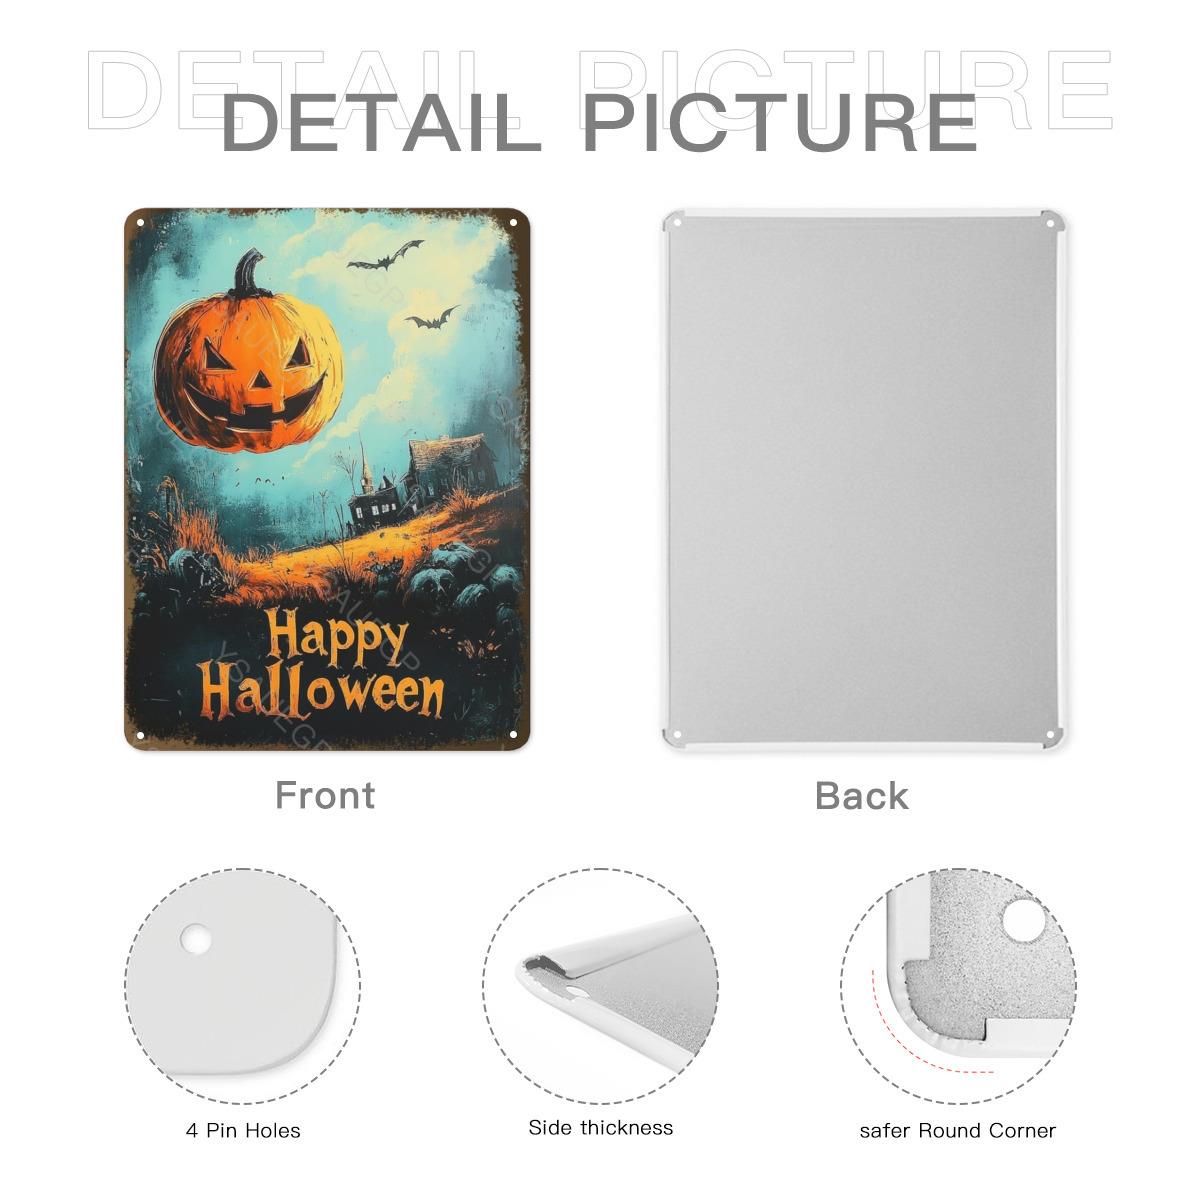 DETAIL PICTURE
DETAIL PICTURE
Happy
Halloween
Front
Back
4 Pin Holes
Side thickness
safer Round Corner